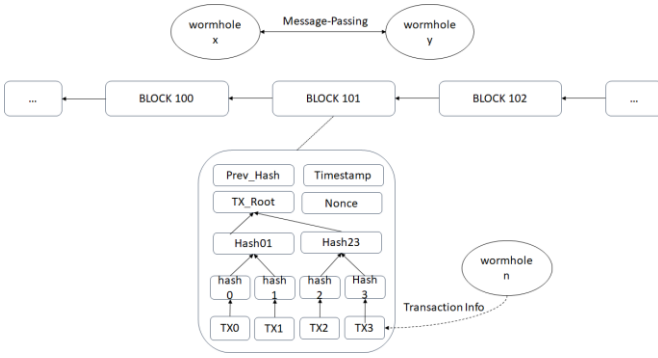 wormhole
x
Message-Passing
wormhole
y
...
BLOCK 100
BLOCK 101
BLOCK 102
...
Prev_Hash
Timestamp
TX_Root
Nonce
Hash01
Hash23
wormhole
n
hash
0
hash
1
hash
2
Hash
3
Transaction Info
TX0
TX1
TX2
TX3